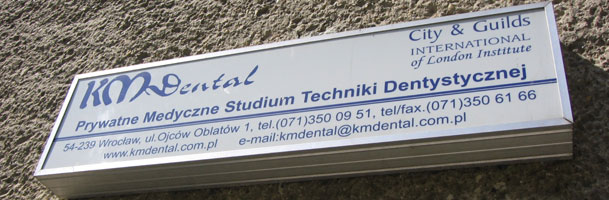 City & Guilds
INTERNATIONAL
of London Institute
KM Dental
Prywatne Medyczne Studium Techniki Dentystycznej
54-239 Wrocław, ul.Ojców Oblatów 1, tel.(071)350 09 51, tel/fax.(071)350 61 66
www.kmdental.com.pl e-mail:kmdental@kmdental.com.pl